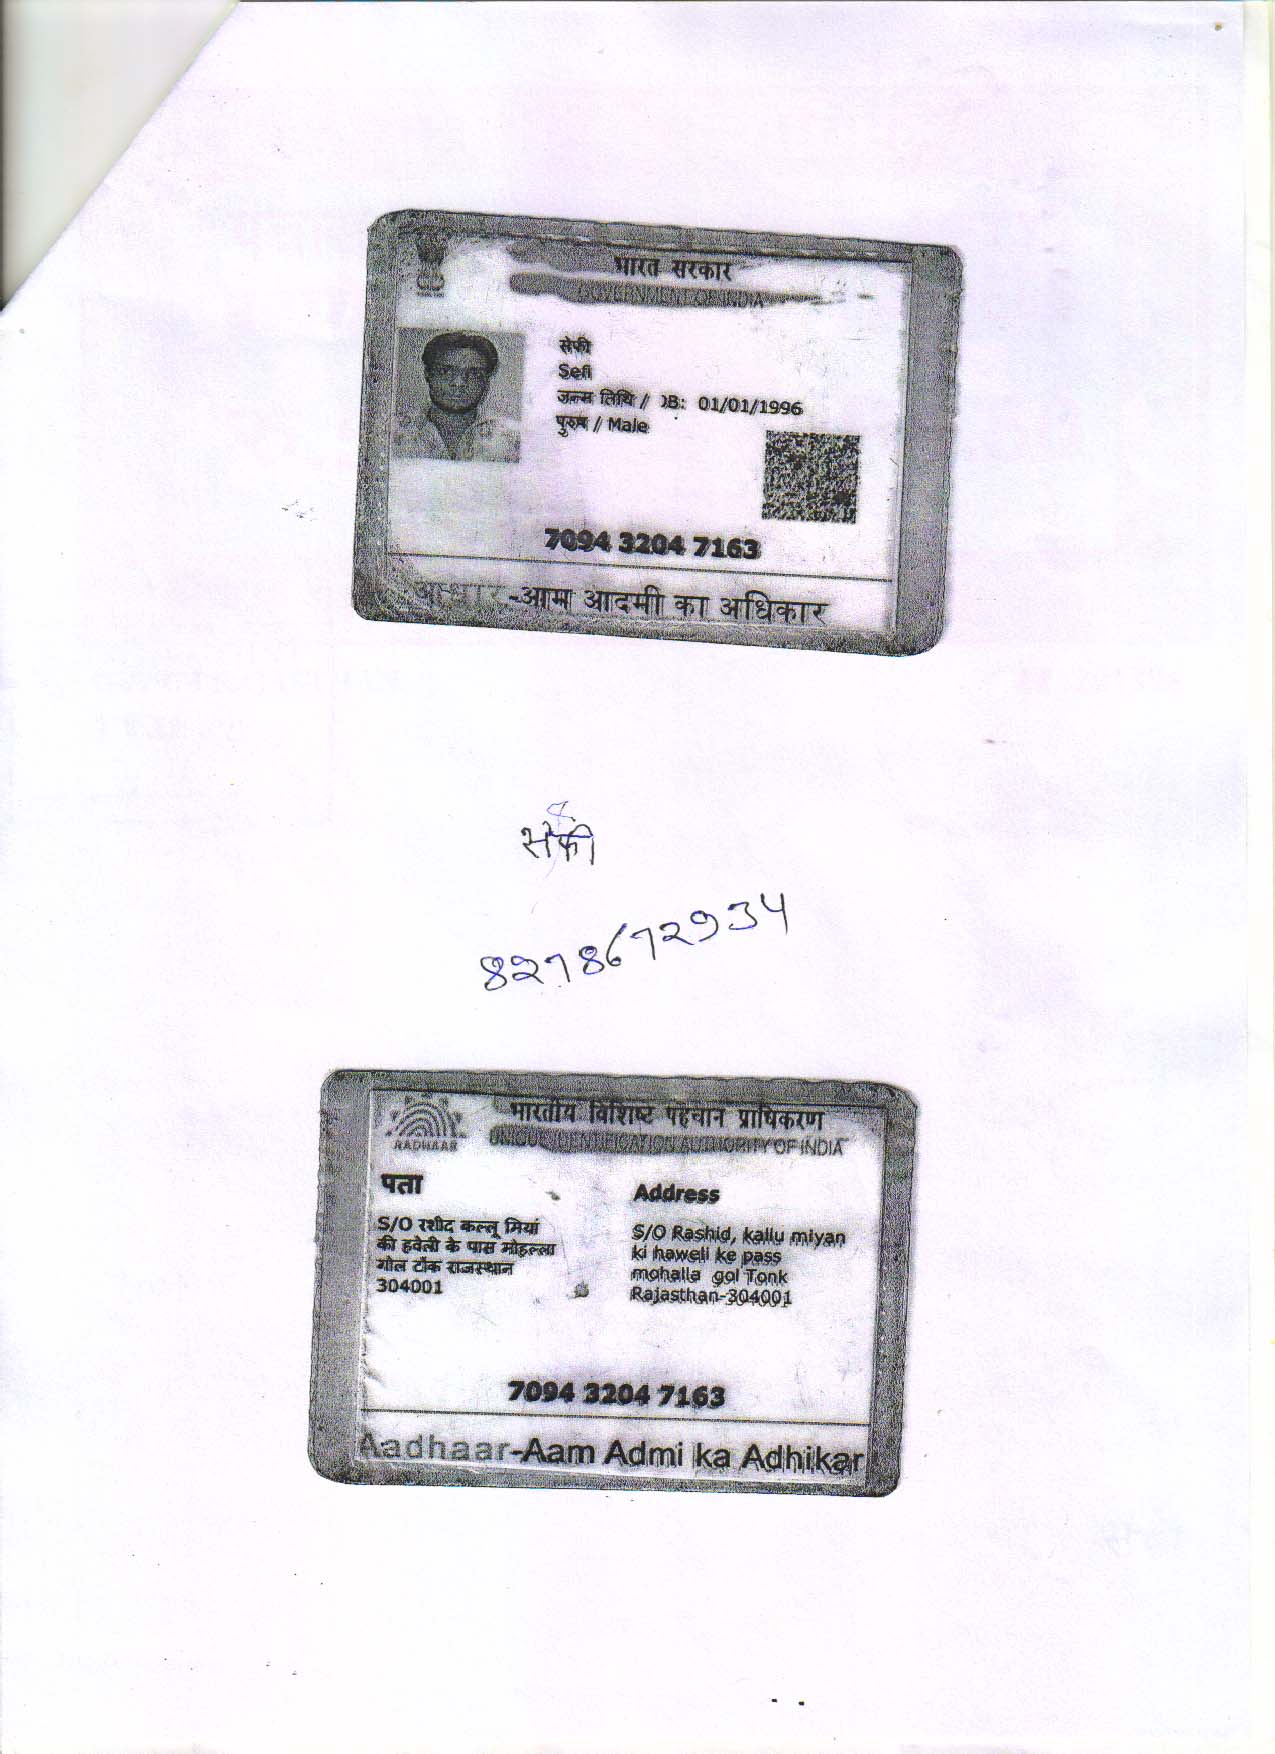 भारत सरकार
GOVERNMENT OF INDIA
सेफी
Sefi
जन्म तिथि / DOB: 01/01/1996
पुरुष / Male
7094 3204 7163
आधार-आम आदमी का अधिकार
सेफी
8278672934
भारतीय विशिष्ट पहचान प्राधिकरण
UNIQUE IDENTIFICATION AUTHORITY OF INDIA
AADHAAR
पता
S/O रशीद कल्लू मियां
की हवेली के पास मोहल्ला
गोल टोंक राजस्थान
304001
Address
S/O Rashid, kallu miyan
ki haweli ke pass
mohalla gol Tonk
Rajasthan-304001
7094 3204 7163
Aadhaar-Aam Admi ka Adhikar